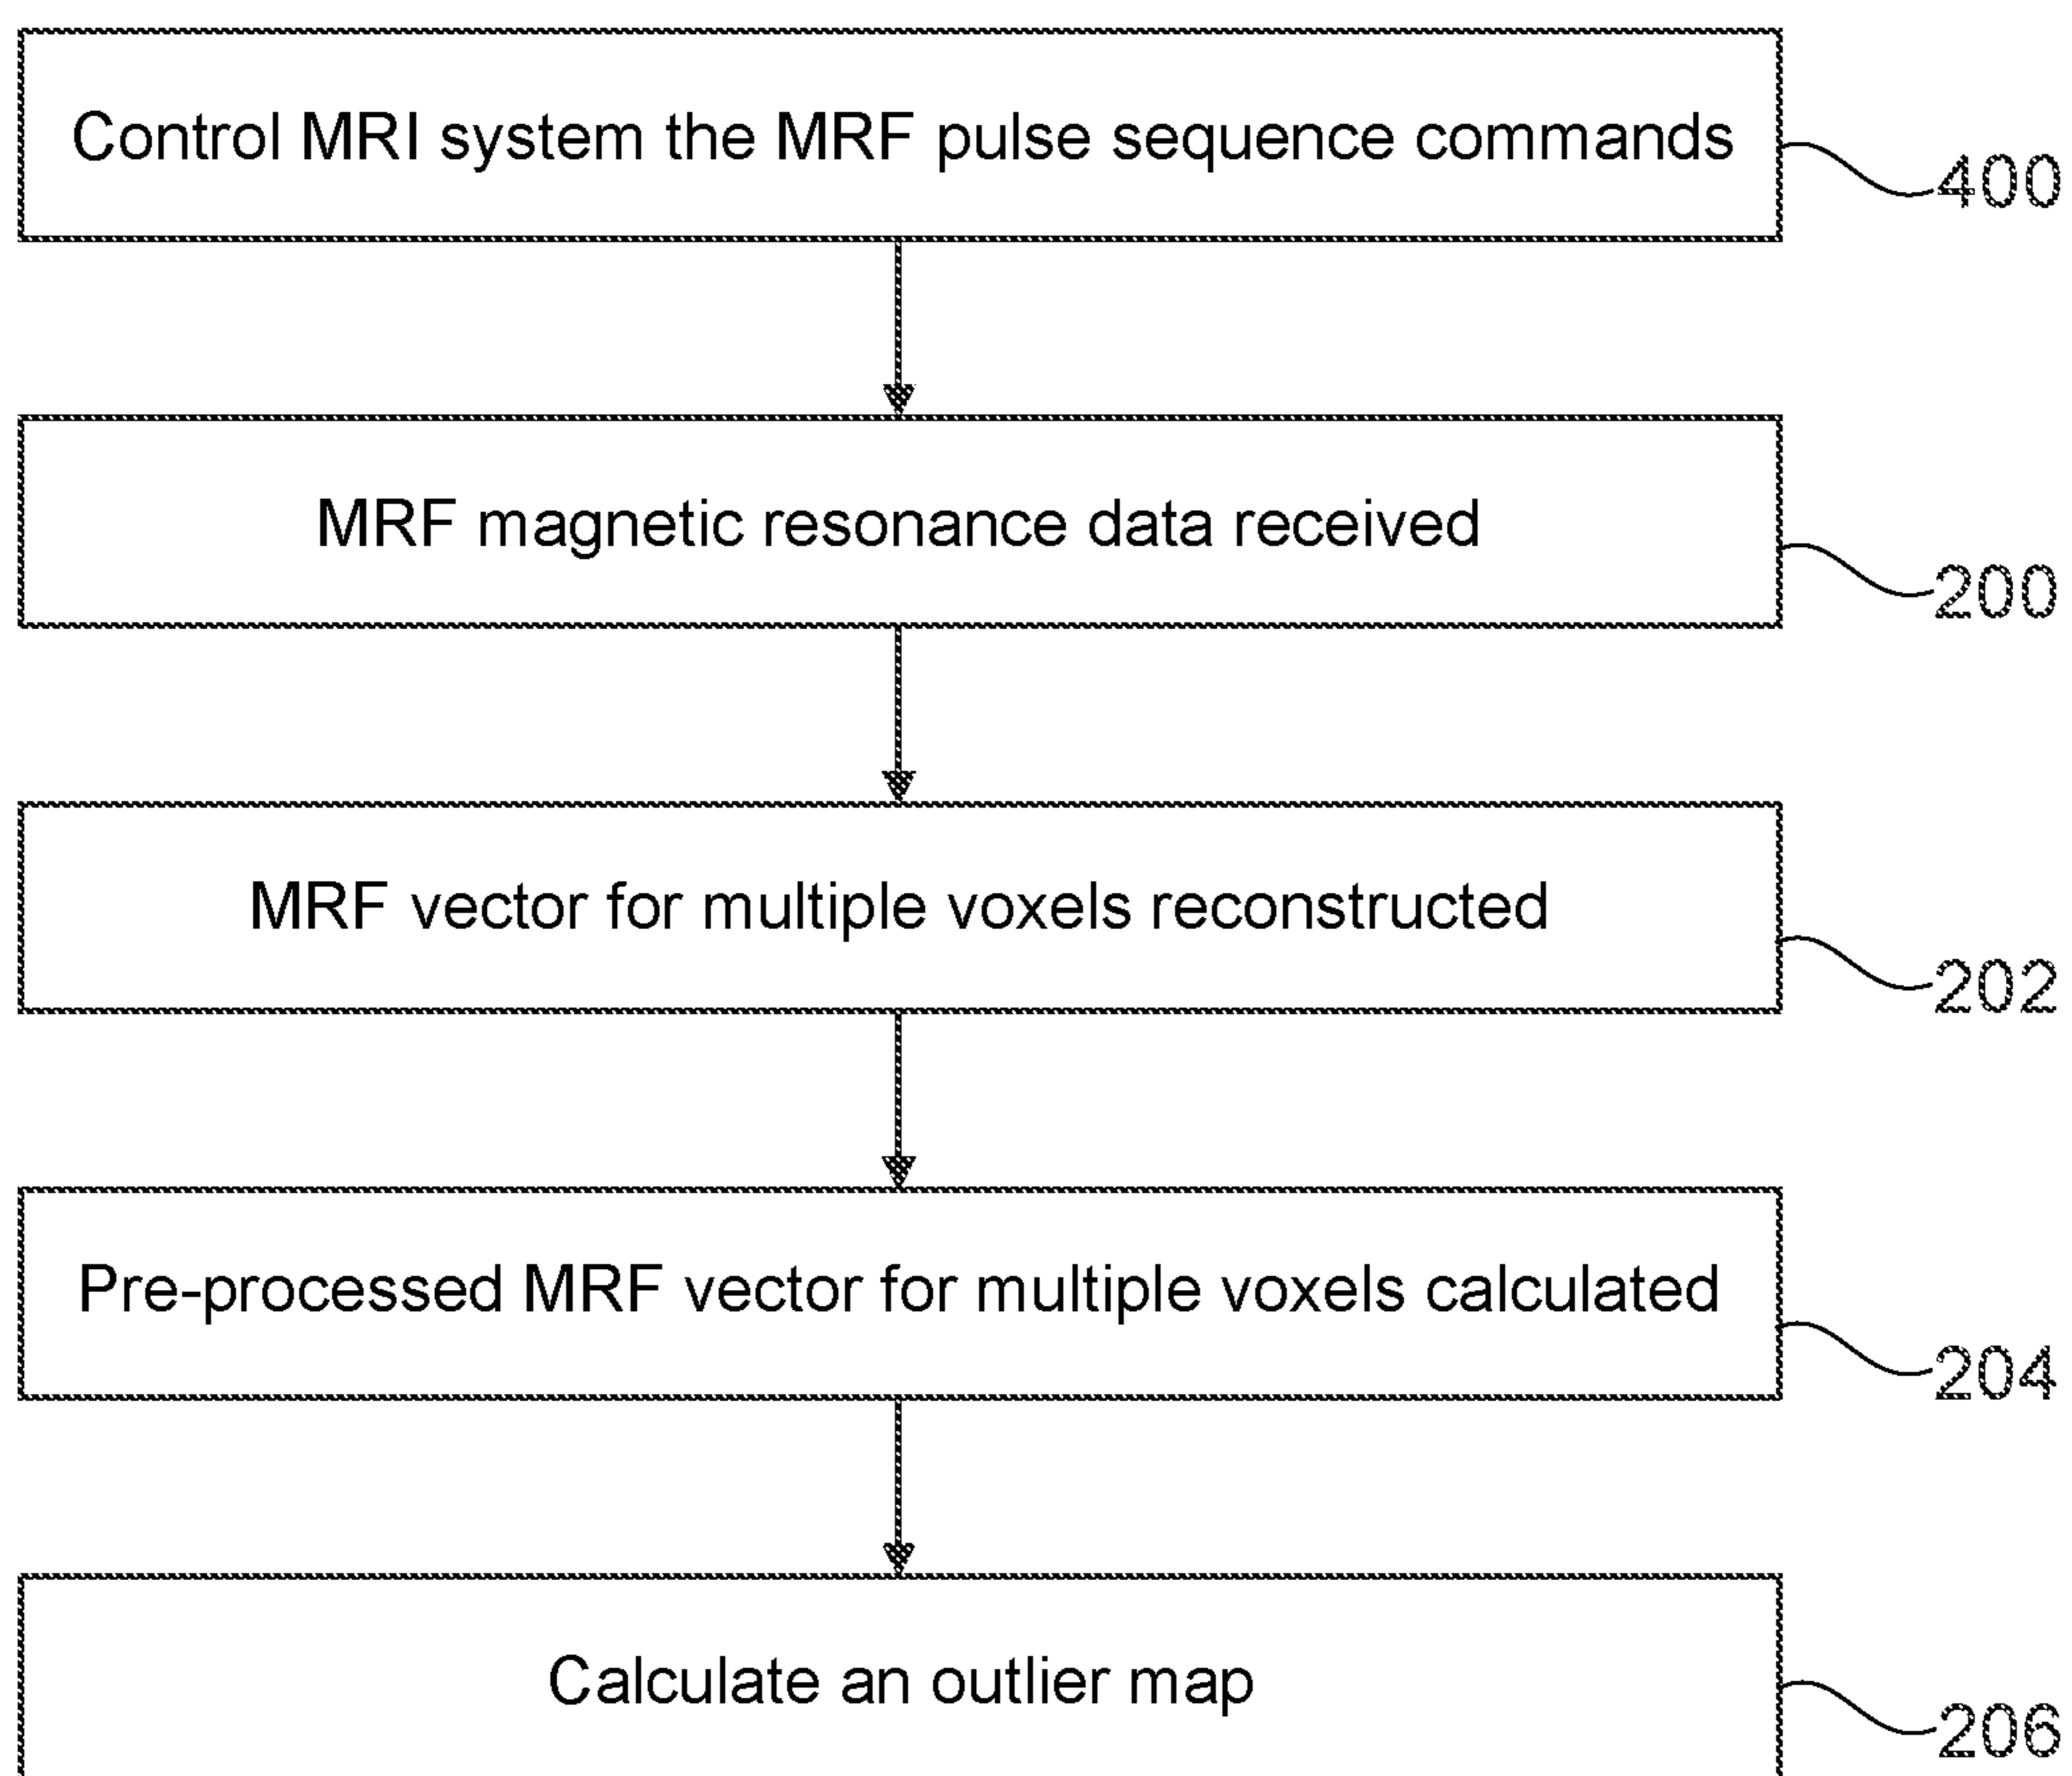 Control MRI system the MRF pulse sequence commands
400
MRF magnetic resonance data received
200
MRF vector for multiple voxels reconstructed
202
Pre-processed MRF vector for multiple voxels calculated
204
Calculate an outlier map
206